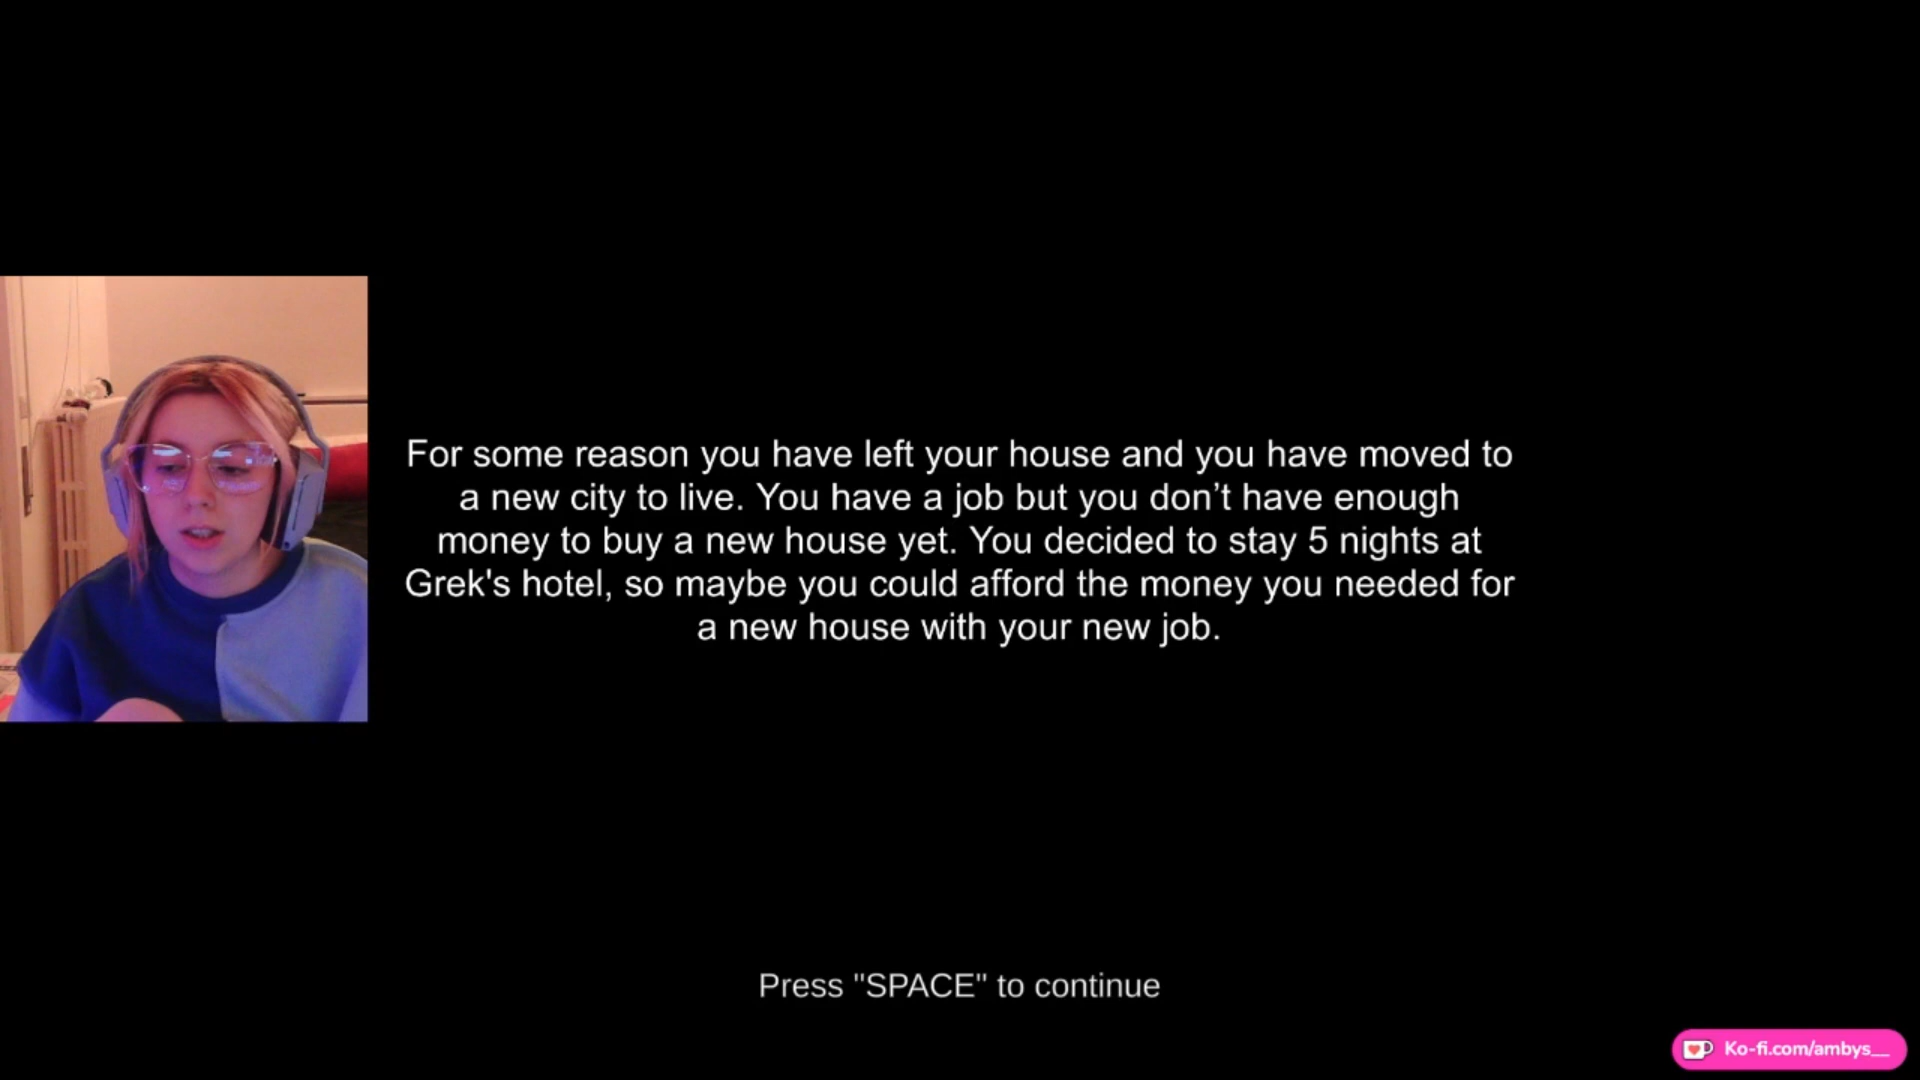 For some reason you have left your house and you have moved to
a new city to live. You have a job but you don’t have enough
money to buy a new house yet. You decided to stay 5 nights at
Grek's hotel, so maybe you could afford the money you needed for
a new house with your new job.
Press "SPACE" to continue
Ko-fi.com/ambys__